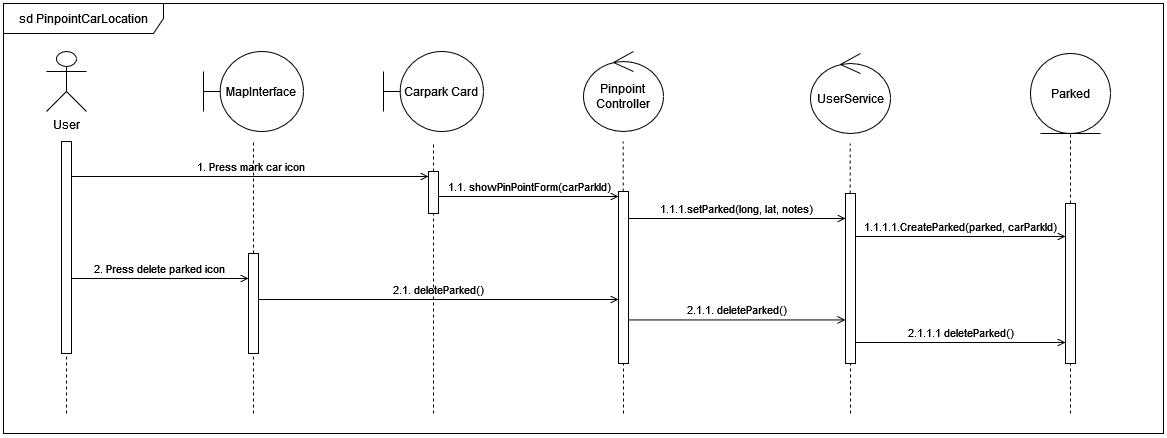 sd PinpointCarLocation
User
MapInterface
Carpark Card
Pinpoint
Controller
UserService
Parked
1. Press mark car icon
1.1. showPinPointForm(carParkId)
1.1.1.setParked(long, lat, notes)
1.1.1.1.CreateParked(parked, carParkId)
2. Press delete parked icon
2.1. deleteParked()
2.1.1. deleteParked()
2.1.1.1 deleteParked()